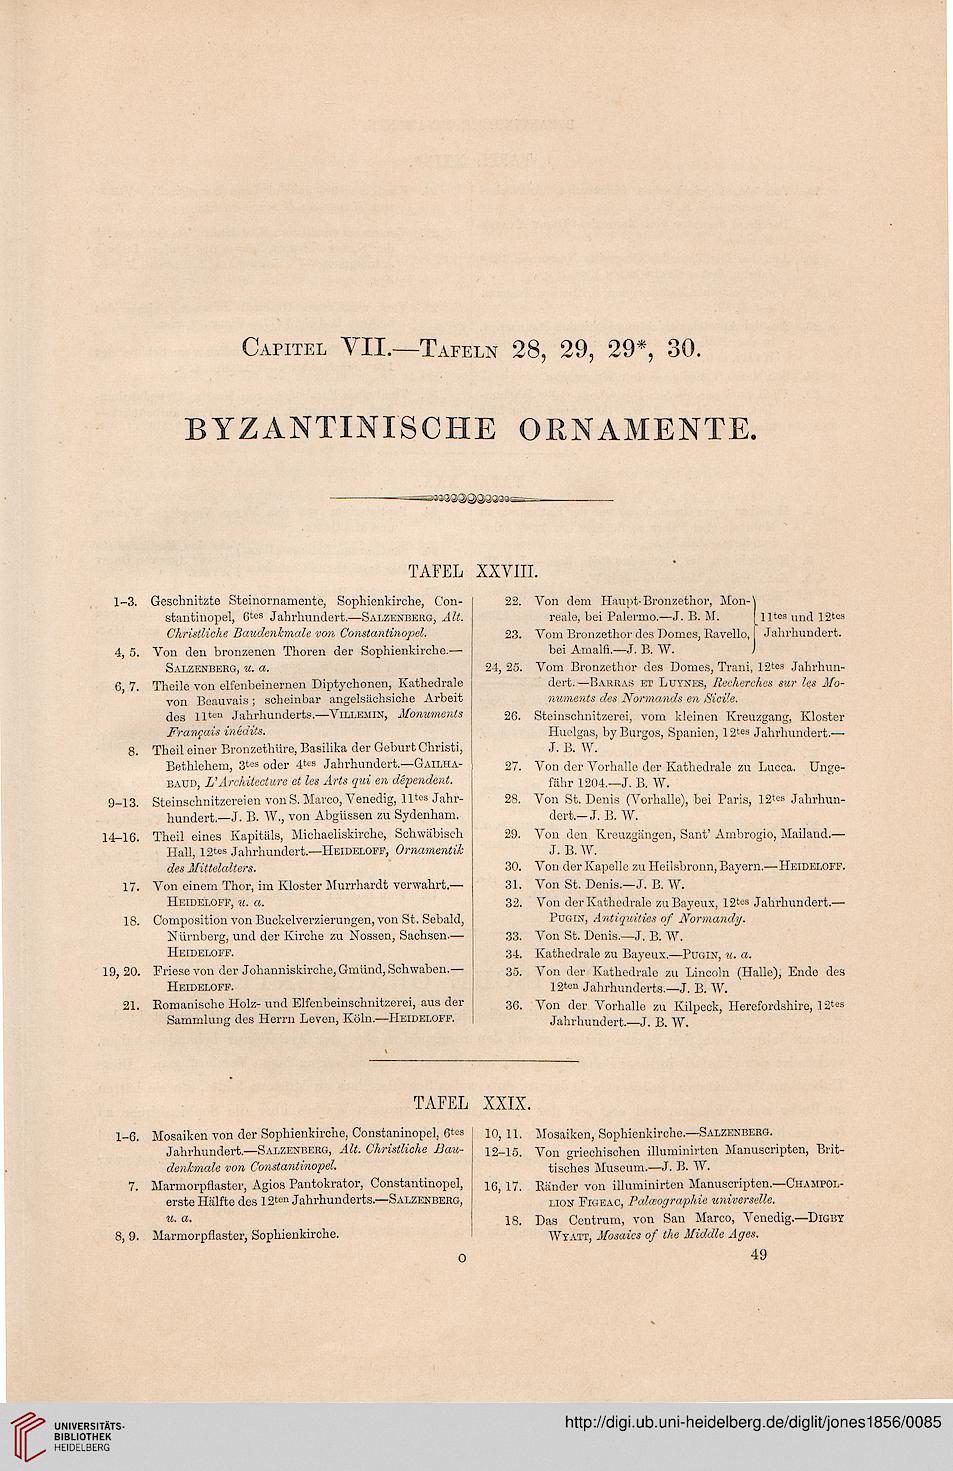 Capitel VII.—Tafeln 28, 29, 29*, 30.
BYZANTINISCHE ORNAMENTE.
TAFEL XXVIII.
1–3. Geschnitzte Steinornamente, Sophienkirche, Con-
stantinopel, 6tes Jahrhundert.—Salzenberg, Alt.
Christliche Baudenkmale von Constantinopel.
4, 5. Von den bronzenen Thoren der Sophienkirche.—
Salzenberg, u. a.
6, 7. Theile von elfenbeinernen Diptychonen, Kathedrale
von Beauvais; scheinbar angelsächsiche Arbeit
des 11ten Jahrhunderts.—Villemin, Monuments
Français inédits.
8. Theil einer Bronzethüre, Basilika der Geburt Christi,
Bethlehem, 3tes oder 4tes Jahrhundert.—Gailha-
baud, L'Architecture et les Arts qui en dépendent.
9–13. Steinschnitzereien von S. Marco, Venedig, 11tes Jahr-
hundert.—J. B. W., von Abgüssen zu Sydenham.
14–16. Theil eines Kapitäls, Michaeliskirche, Schwäbisch
Hall, 12tes Jahrhundert.—Heideloff, Ornamentik
des Mittelalters.
17. Von einem Thor, im Kloster Murrhardt verwahrt.—
Heideloff, u. a.
18. Composition von Buckelverzierungen, von St. Sebald,
Nürnberg, und der Kirche zu Nossen, Sachsen.—
Heideloff.
19, 20. Friese von der Johanniskirche, Gmünd, Schwaben.—
Heideloff.
21. Romanische Holz- und Elfenbeinschnitzerei, aus der
Sammlung des Herrn Leven, Köln.—Heideloff.
22. Von dem Haupt-Bronzethor, Mon-
reale, bei Palermo.—J. B. M.
23. Vom Bronzethor des Domes, Ravello,
bei Amalfi.—J. B. W.
11tes und 12tes
Jahrhundert.
24, 25. Vom Bronzethor des Domes, Trani, 12tes Jahrhun-
dert.—Barras et Luynes, Recherches sur les Mo-
numents des Normands en Sicile.
26. Steinschnitzerei, vom kleinen Kreuzgang, Kloster
Huelgas, by Burgos, Spanien, 12tes Jahrhundert.—
J. B. W.
27. Von der Vorhalle der Kathedrale zu Lucca. Unge-
fähr 1204.—J. B. W.
28. Von St. Denis (Vorhalle), bei Paris, 12tes Jahrhun-
dert.—J. B. W.
29. Von den Kreuzgängen, Sant' Ambrogio, Mailand.—
J. B. W.
30. Von der Kapelle zu Heilsbronn, Bayern.—Heideloff.
31. Von St. Denis.—J. B. W.
32. Von der Kathedrale zu Bayeux, 12tes Jahrhundert.—
Pugin, Antiquities of Normandy.
33. Von St. Denis.—J. B. W.
34. Kathedrale zu Bayeux.—Pugin, u. a.
35. Von der Kathedrale zu Lincoln (Halle), Ende des
12ten Jahrhunderts.—J. B. W.
36. Von der Vorhalle zu Kilpeck, Herefordshire, 12tes
Jahrhundert.—J. B. W.
TAFEL XXIX.
1–6. Mosaiken von der Sophienkirche, Constaninopel, 6tes
Jahrhundert.—Salzenberg, Alt. Christliche Bau-
denkmale von Constantinopel.
7. Marmorpflaster, Agios Pantokrator, Constantinopel,
erste Hälfte des 12ten Jahrhunderts.—Salzenberg,
u. a.
8, 9. Marmorpflaster, Sophienkirche.
10, 11. Mosaiken, Sophienkirche.—Salzenberg.
12–15. Von griechischen illuminirten Manuscripten, Brit-
tisches Museum.—J. B. W.
16, 17. Ränder von illuminirten Manuscripten.—Champol-
lion Figeac, Palæographie universelle.
18. Das Centrum, von San Marco, Venedig.—Digby
Wyatt, Mosaics of the Middle Ages.
O 49
UNIVERSITÄTS-
BIBLIOTHEK
HEIDELBERG
http://digi.ub.uni-heidelberg.de/diglit/jones1856/0085